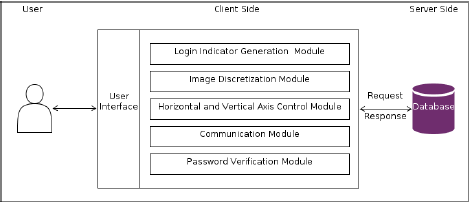 User
Client Side
Server Side
Login Indicator Generation Module
Image Discretization Module
User
Interface
Horizontal and Vertical Axis Control Module
Communication Module
Password Verification Module
Request
Response
Database